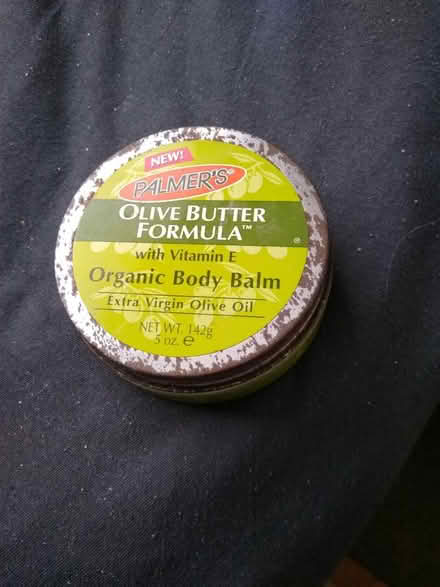 NEW!
PALMER'S®
OLIVE BUTTER
FORMULA™
®
with Vitamin E
Organic Body Balm
Extra Virgin Olive Oil
NET WT. 142g
5 OZ. e